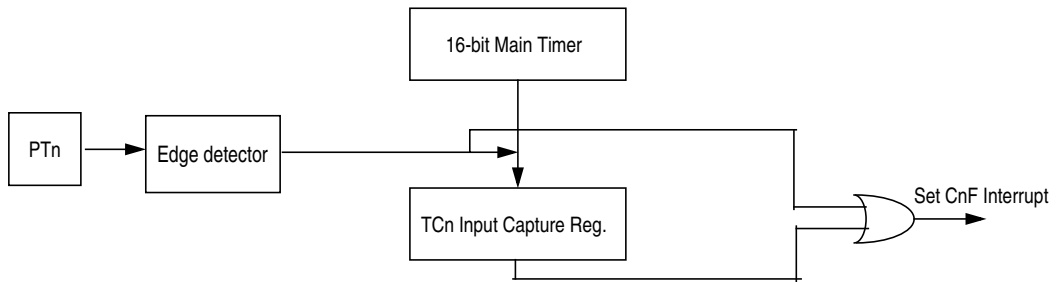 16-bit Main Timer
PTn
Edge detector
TCn Input Capture Reg.
Set CnF Interrupt